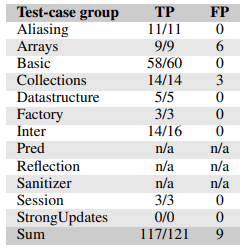 Test-case group TP FP
Aliasing 11/11 0
Arrays 9/9 6
Basic 58/60 0
Collections 14/14 3
Datastructure 5/5 0
Factory 3/3 0
Inter 14/16 0
Pred n/a n/a
Reflection n/a n/a
Sanitizer n/a n/a
Session 3/3 0
StrongUpdates 0/0 0
Sum 117/121 9